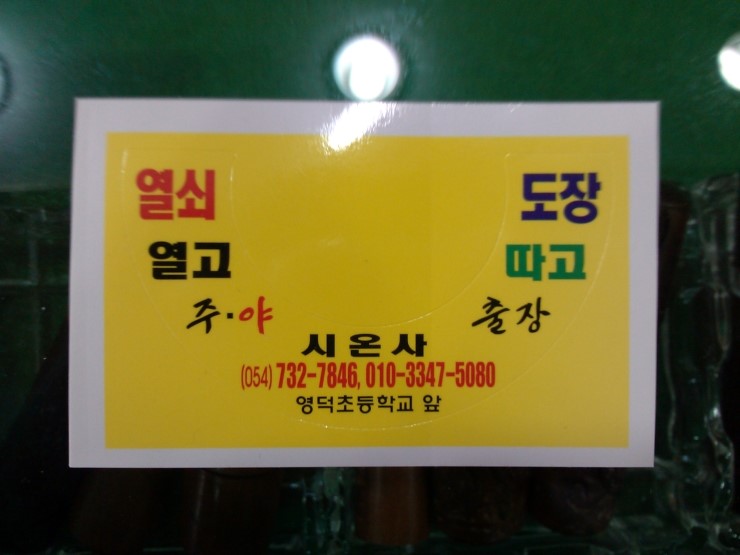 열쇠 도장
열고 따고
주·야 출장
시온사
(054) 732-7846, 010-3347-5080
영덕초등학교 앞